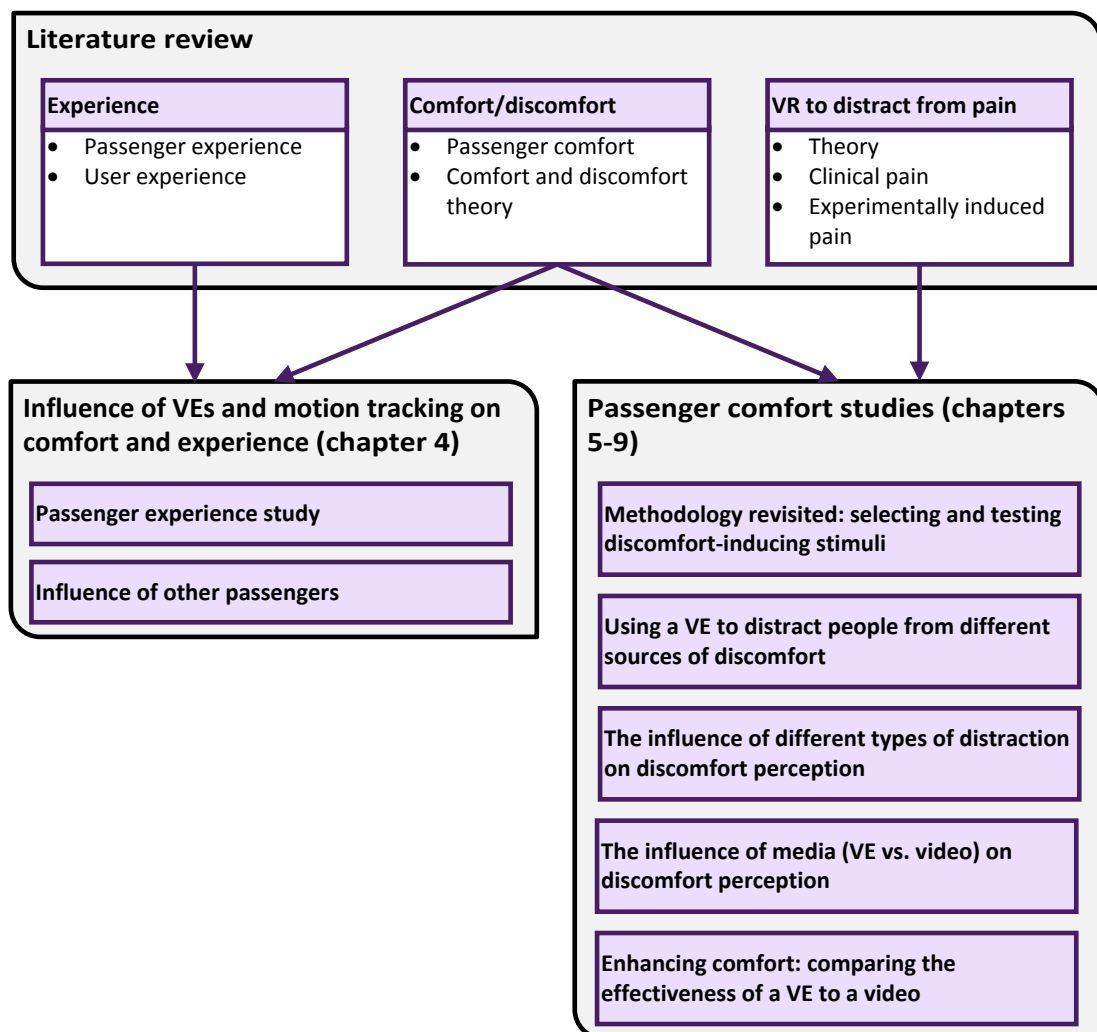 Literature review
Experience
• Passenger experience
• User experience
Comfort/discomfort
• Passenger comfort
• Comfort and discomfort
theory
VR to distract from pain
• Theory
• Clinical pain
• Experimentally induced
pain
Influence of VEs and motion tracking on
comfort and experience (chapter 4)
Passenger experience study
Influence of other passengers
Passenger comfort studies (chapters
5-9)
Methodology revisited: selecting and testing
discomfort-inducing stimuli
Using a VE to distract people from different
sources of discomfort
The influence of different types of distraction
on discomfort perception
The influence of media (VE vs. video) on
discomfort perception
Enhancing comfort: comparing the
effectiveness of a VE to a video